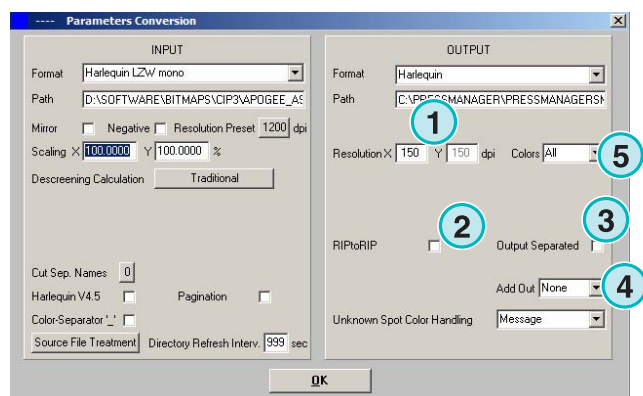 ---- Parameters Conversion
INPUT
Format Harlequin LZW mono
Path D:\SOFTWARE\BITMAPS\CIP3\APOGEE_AS
Mirror Negative Resolution Preset 1200 dpi
Scaling X 100.0000 Y 100.0000 %
Descreening Calculation Traditional
Cut Sep. Names 0
Harlequin V4.5 Pagination
Color-Separator '_'
Source File Treatment Directory Refresh Interv. 999 sec
OUTPUT
Format Harlequin
Path C:\PRESSMANAGER\PRESSMANAGERSM
1
Resolution X 150 Y 150 dpi Colors All 5
2 3
RIPtoRIP Output Separated
Add Out None 4
Unknown Spot Color Handling Message
OK